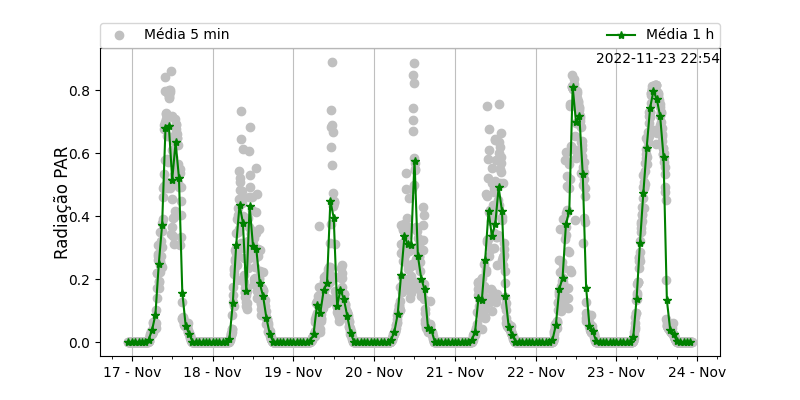 Média 5 min
Média 1 h
2022-11-23 22:54
Radiação PAR
0.8
0.6
0.4
0.2
0.0
17 - Nov
18 - Nov
19 - Nov
20 - Nov
21 - Nov
22 - Nov
23 - Nov
24 - Nov